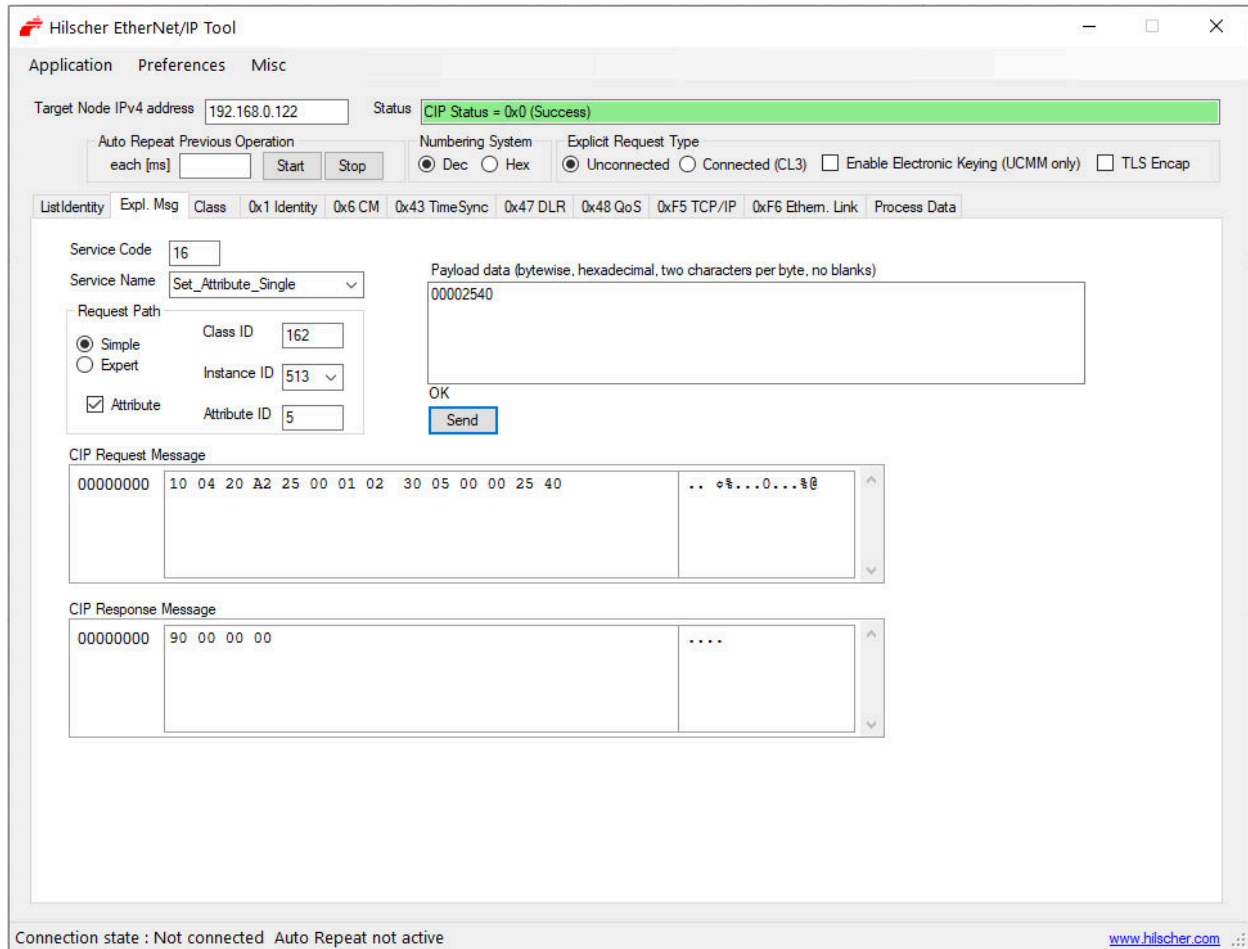 Hilscher EtherNet/IP Tool
Application Preferences Misc
Target Node IPv4 address 192.168.0.122 Status CIP Status = 0x0 (Success)
Auto Repeat Previous Operation Numbering System Explicit Request Type
each [ms] Start Stop Dec Hex Unconnected Connected (CL3) Enable Electronic Keying (UCMM only) TLS Encap
ListIdentity Expl. Msg Class 0x1 Identity 0x6 CM 0x43 TimeSync 0x47 DLR 0x48 QoS 0xF5 TCP/IP 0xF6 Ethern. Link Process Data
Service Code 16
Service Name Set_Attribute_Single
Payload data (bytewise, hexadecimal, two characters per byte, no blanks)
00002540
Request Path
Simple Class ID 162
Expert
Instance ID 513
Attribute Attribute ID 5
OK
Send
CIP Request Message
00000000 10 04 20 A2 25 00 01 02 30 05 00 00 25 40 .. ¢%...0...%@
CIP Response Message
00000000 90 00 00 00 ....
Connection state : Not connected Auto Repeat not active www.hilscher.com